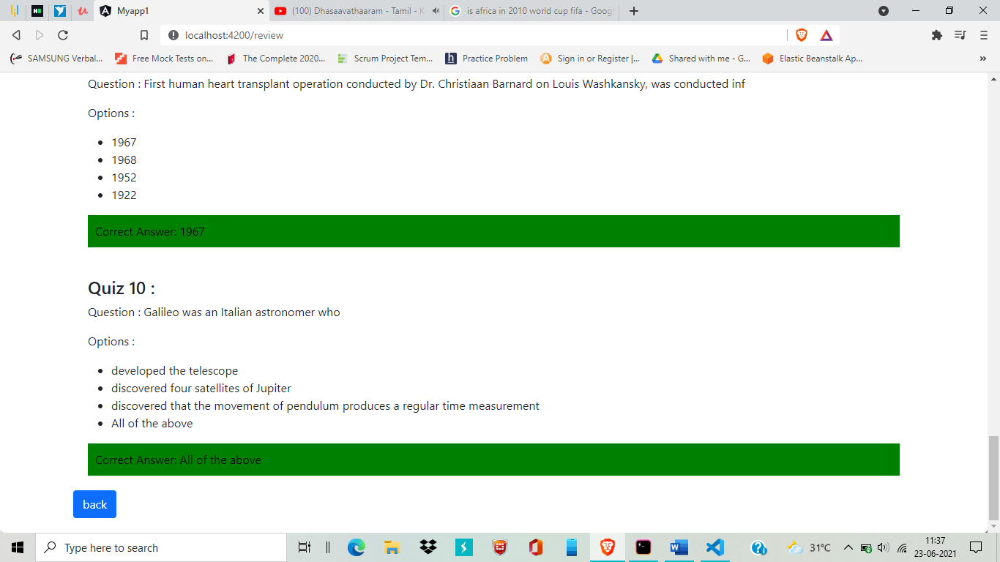 Myapp1
(100) Dhasaavathaaram - Tamil - K
is africa in 2010 world cup fifa - Googl
localhost:4200/review
SAMSUNG Verbal...
Free Mock Tests on...
The Complete 2020...
Scrum Project Tem...
Practice Problem
Sign in or Register |...
Shared with me - G...
Elastic Beanstalk Ap...
»
Question : First human heart transplant operation conducted by Dr. Christiaan Barnard on Louis Washkansky, was conducted inf
Options :
• 1967
• 1968
• 1952
• 1922
Correct Answer: 1967
Quiz 10 :
Question : Galileo was an Italian astronomer who
Options :
• developed the telescope
• discovered four satellites of Jupiter
• discovered that the movement of pendulum produces a regular time measurement
• All of the above
Correct Answer: All of the above
back
Type here to search
31°C
11:37
23-06-2021